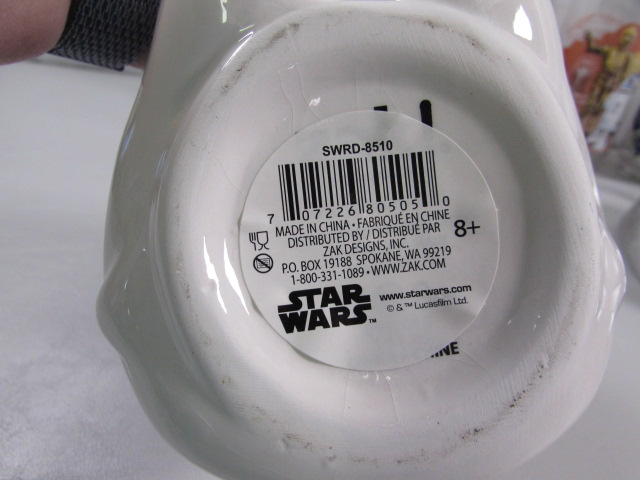 SWRD-8510
7 07226 80505 0
MADE IN CHINA • FABRIQUÉ EN CHINE
DISTRIBUTED BY / DISTRIBUÉ PAR
ZAK DESIGNS, INC.
P.O. BOX 19188 SPOKANE, WA 99219
1-800-331-1089 • WWW.ZAK.COM
8+
STAR WARS™
www.starwars.com
© & ™ Lucasfilm Ltd.